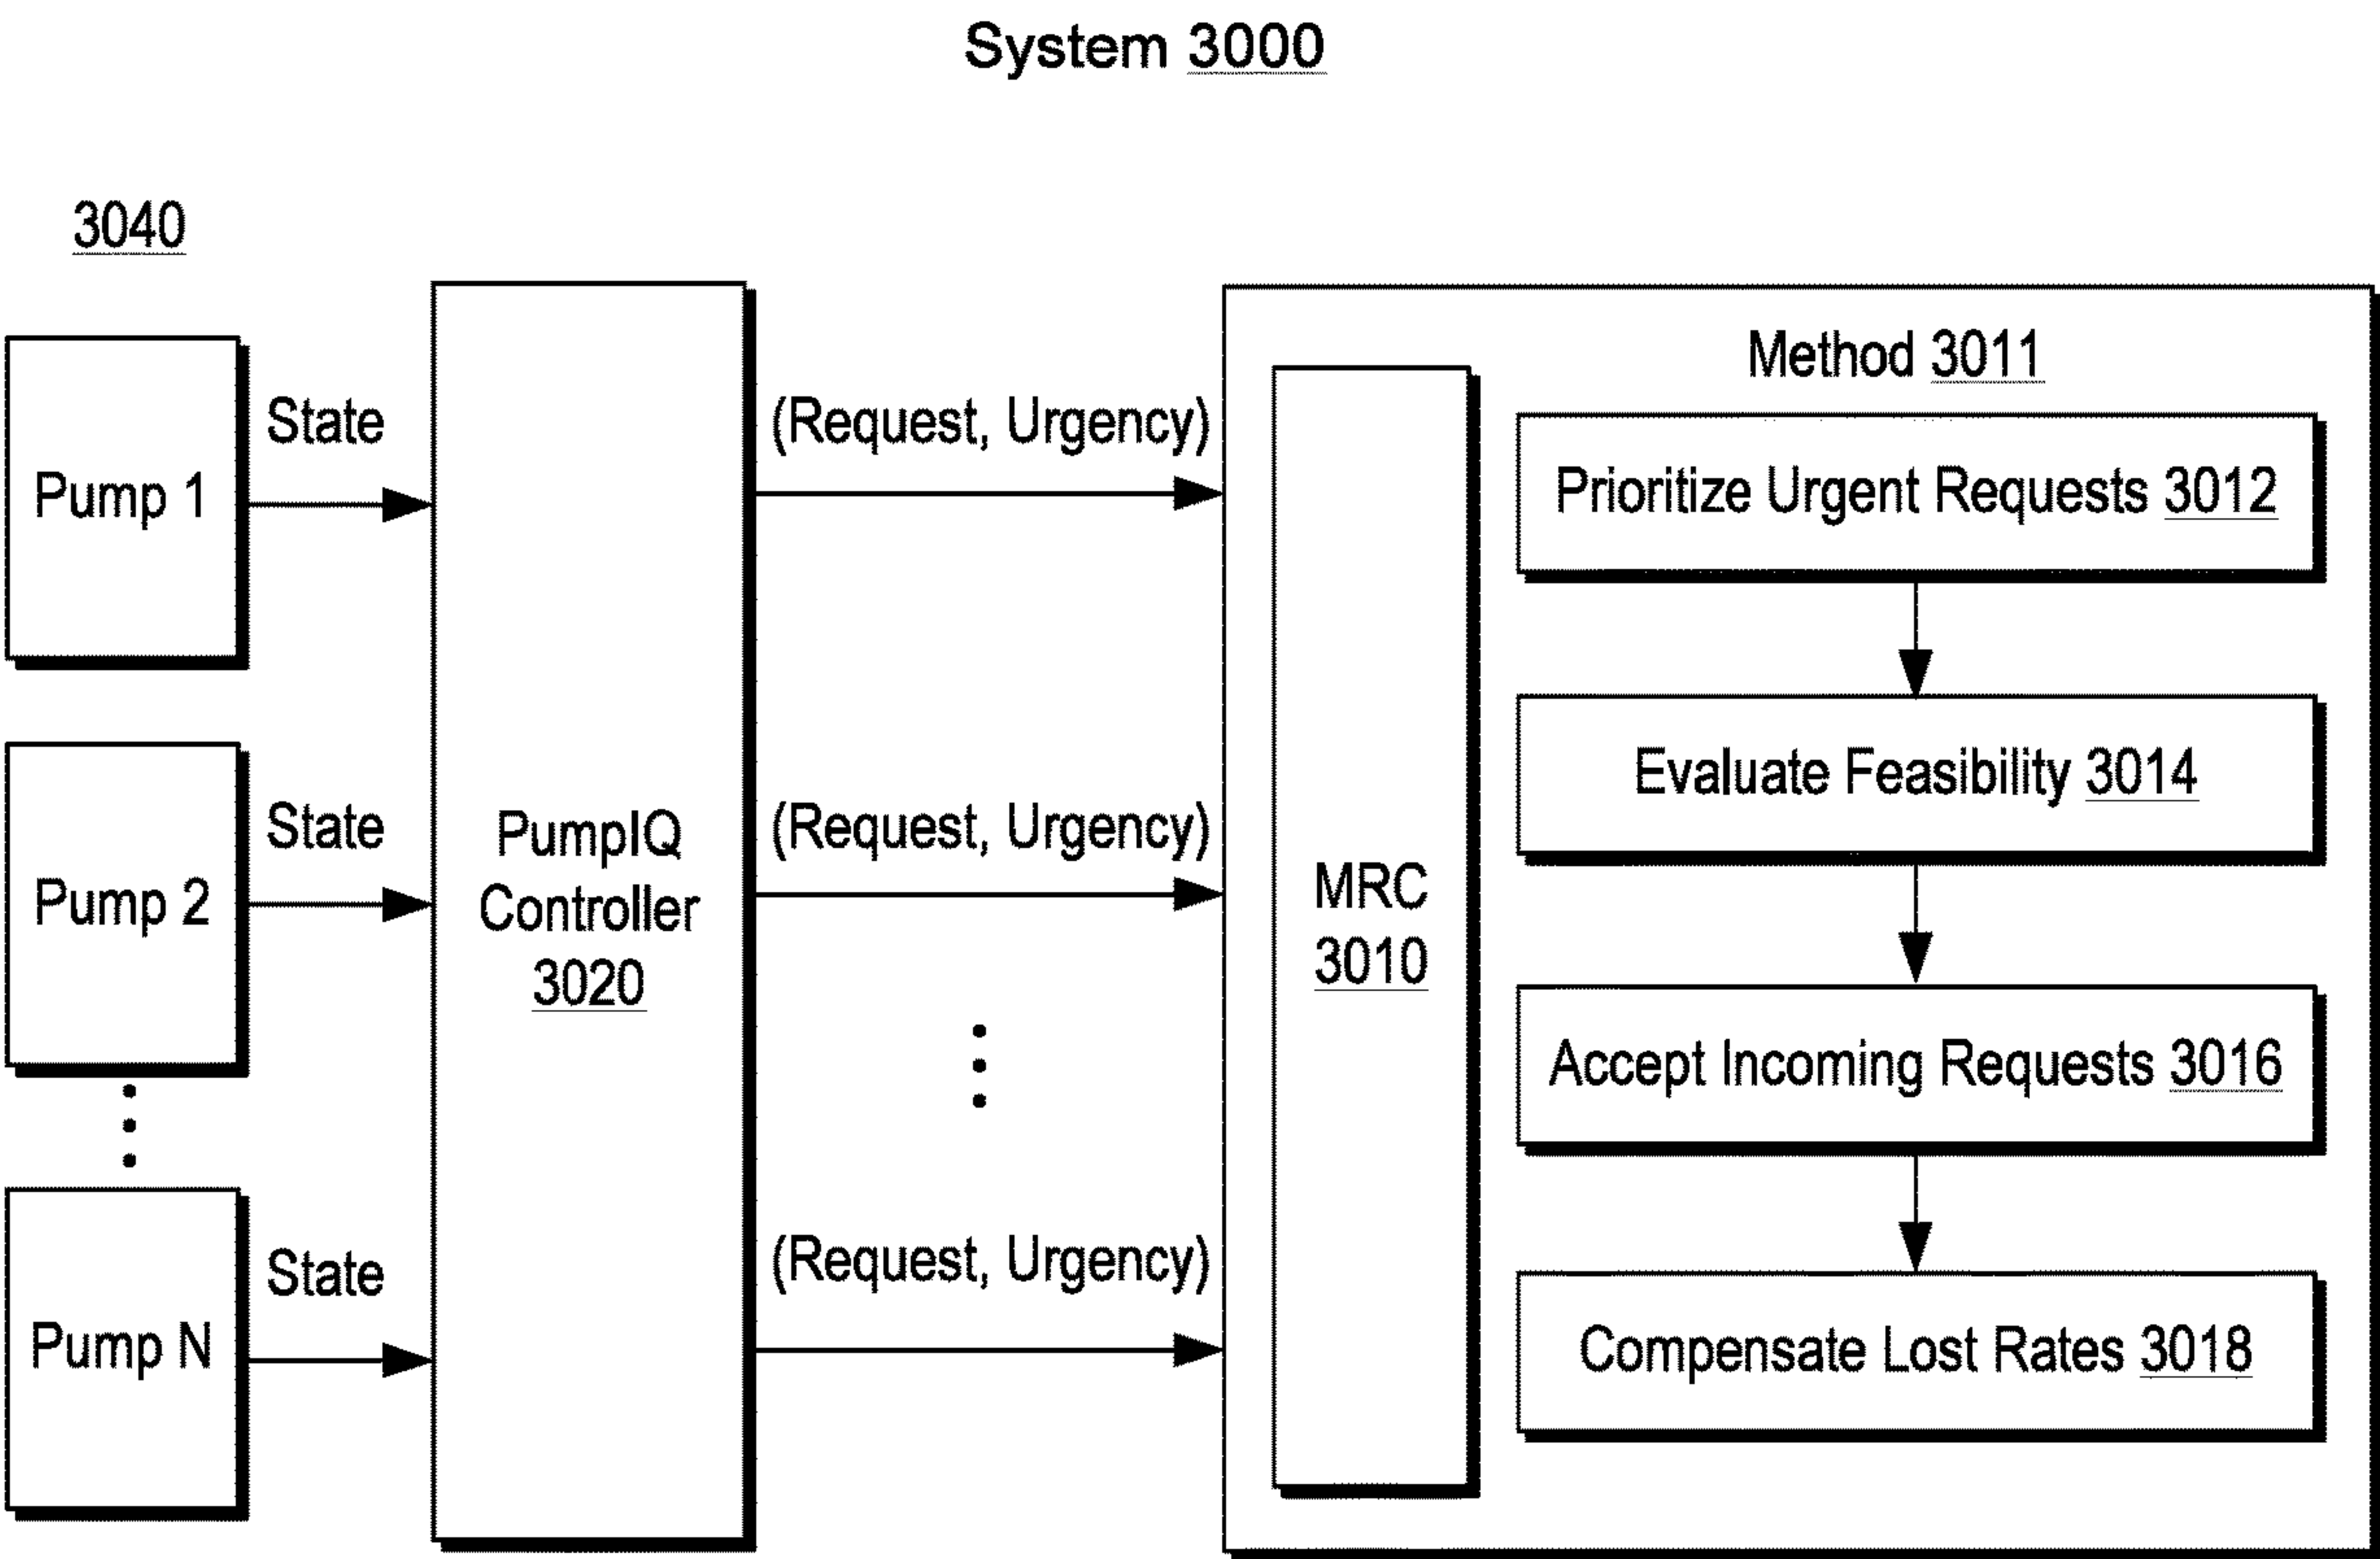 System 3000
3040
Pump 1
State
Pump 2
State
Pump N
State
PumpIQ
Controller
3020
(Request, Urgency)
(Request, Urgency)
(Request, Urgency)
MRC
3010
Method 3011
Prioritize Urgent Requests 3012
Evaluate Feasibility 3014
Accept Incoming Requests 3016
Compensate Lost Rates 3018